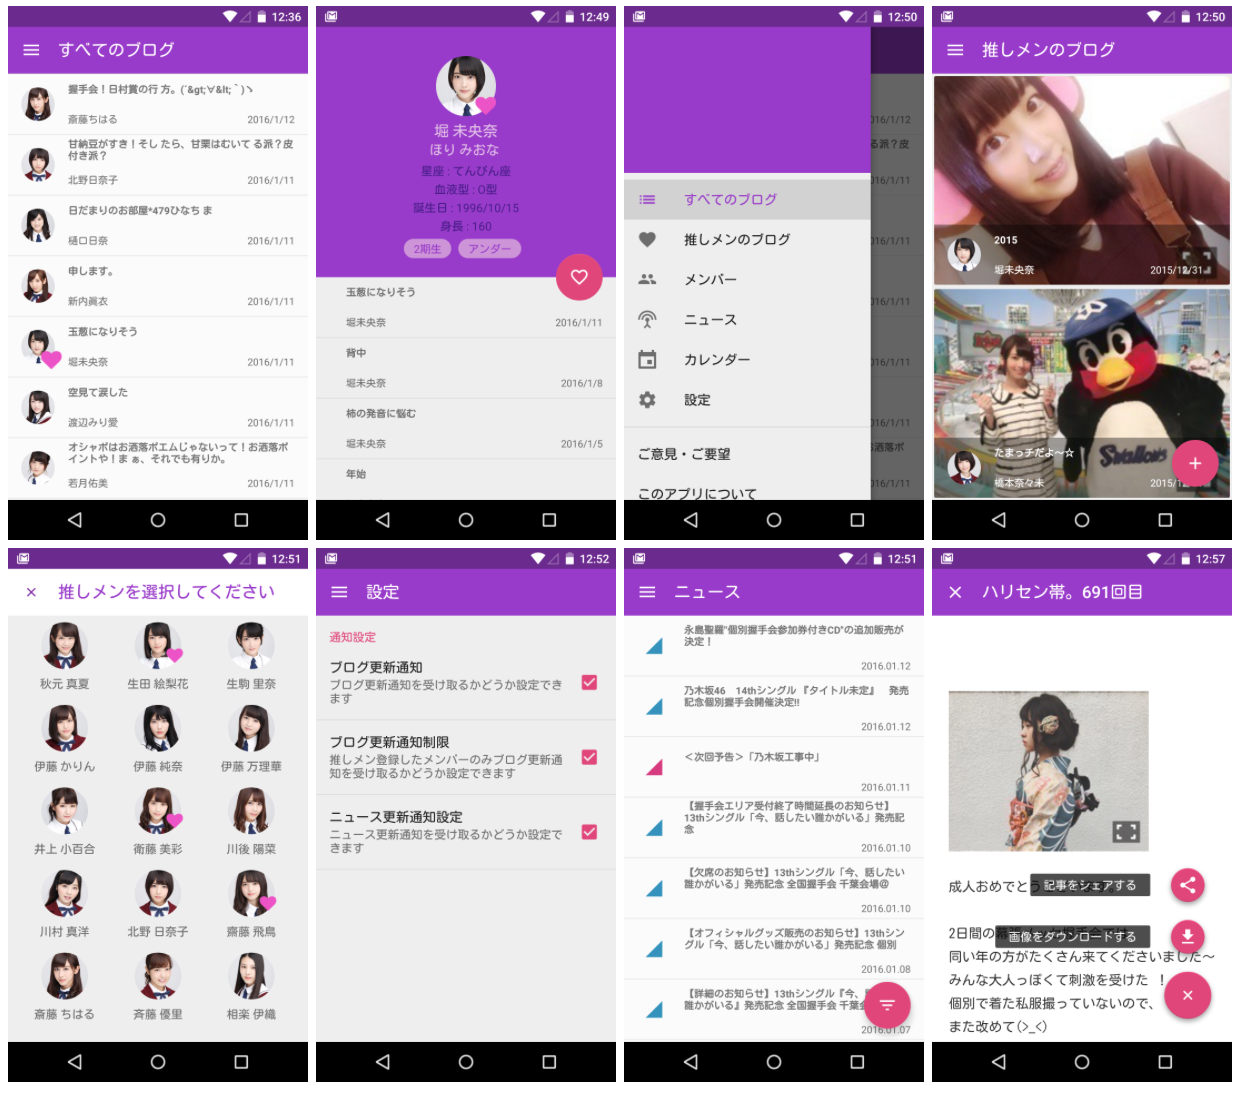 12:36
すべてのブログ
握手会！日村賞の行 方。(´&gt;∀&lt;｀)ゝ
斎藤ちはる 2016/1/12
甘納豆がすき！そし たら、甘栗はむいて る派？皮
付き派？
北野日奈子 2016/1/11
日だまりのお部屋*479ひなち ま
樋口日奈 2016/1/11
申します。
新内眞衣 2016/1/11
玉葱になりそう
堀未央奈 2016/1/11
空見て涙した
渡辺みり愛 2016/1/11
オシャボはお洒落ポエムじゃないって！お洒落ポ
イントや！ま ぁ、それでも有りか。
若月佑美 2016/1/11
12:49
堀 未央奈
ほり みおな
星座 : てんびん座
血液型 : O型
誕生日 : 1996/10/15
身長 : 160
2期生 アンダー
玉葱になりそう
堀未央奈 2016/1/11
背中
堀未央奈 2016/1/8
柿の発音に悩む
堀未央奈 2016/1/5
年始
12:50
すべてのブログ
推しメンのブログ
メンバー
ニュース
カレンダー
設定
ご意見・ご要望
このアプリについて
016/1/12
る派？皮
016/1/11
016/1/11
016/1/11
016/1/11
016/1/11
お洒落ポ
016/1/11
12:50
推しメンのブログ
2015
堀未央奈 2015/12/31
たまっチだよ〜☆
Swallows
橋本奈々未 2015/1
12:51
× 推しメンを選択してください
秋元 真夏 生田 絵梨花 生駒 里奈
伊藤 かりん 伊藤 純奈 伊藤 万理華
井上 小百合 衛藤 美彩 川後 陽菜
川村 真洋 北野 日奈子 齋藤 飛鳥
斎藤 ちはる 斉藤 優里 相楽 伊織
12:52
設定
通知設定
ブログ更新通知
ブログ更新通知を受け取るかどうか設定でき
ます
ブログ更新通知制限
推しメン登録したメンバーのみブログ更新通
知を受け取るかどうか設定できます
ニュース更新通知設定
ニュース更新通知を受け取るかどうか設定で
きます
12:51
ニュース
永島聖羅"個別握手会参加券付きCD"の追加販売が
決定！
2016.01.12
乃木坂46　14thシングル 『タイトル未定』　発売
記念個別握手会開催決定!!
2016.01.12
＜次回予告＞「乃木坂工事中」
2016.01.11
【握手会エリア受付終了時間延長のお知らせ】
13thシングル「今、話したい誰かがいる」発売記
念
2016.01.10
【欠席のお知らせ】13thシングル「今、話したい
誰かがいる」発売記念 全国握手会 千葉会場@
2016.01.10
【オフィシャルグッズ販売のお知らせ】13thシン
グル「今、話したい誰かがいる」発売記念 個別
2016.01.08
【詳細のお知らせ】13thシングル『今、
誰かがいる』発売記念 全国握手会 千葉
2016.01.07
12:57
× ハリセン帯。691回目
成人おめでとう
記事をシェアする
2日間の
画像をダウンロードする
同い年の方がたくさん来てくださいました〜
みんな大人っぽくて刺激を受けた ！
個別で着た私服撮っていないので、
また改めて(>_<)